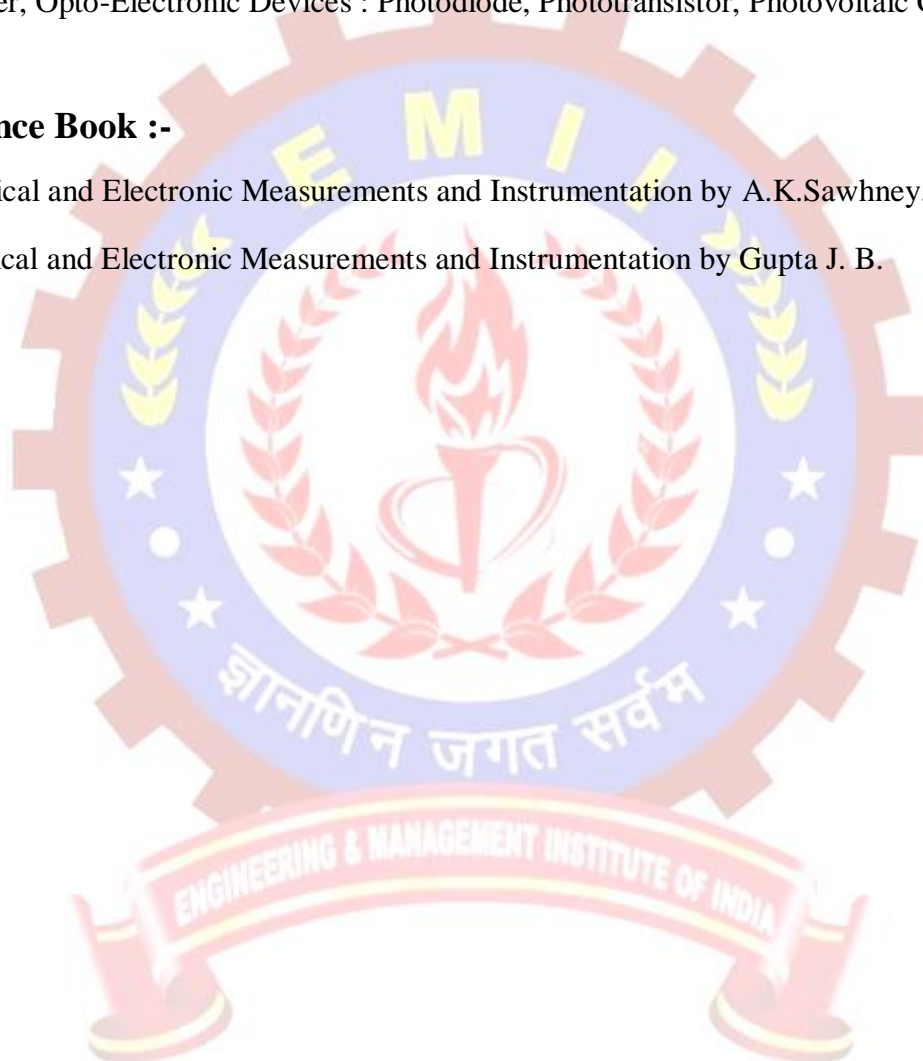 er, Opto-Electronic Devices : Photodiode, Phototransistor, Photovoltaic C
nce Book :-
ical and Electronic Measurements and Instrumentation by A.K.Sawhney.
ical and Electronic Measurements and Instrumentation by Gupta J. B.
E M I I
ज्ञानणिन जगत सर्वम
ENGINEERING & MANAGEMENT INSTITUTE OF INDIA